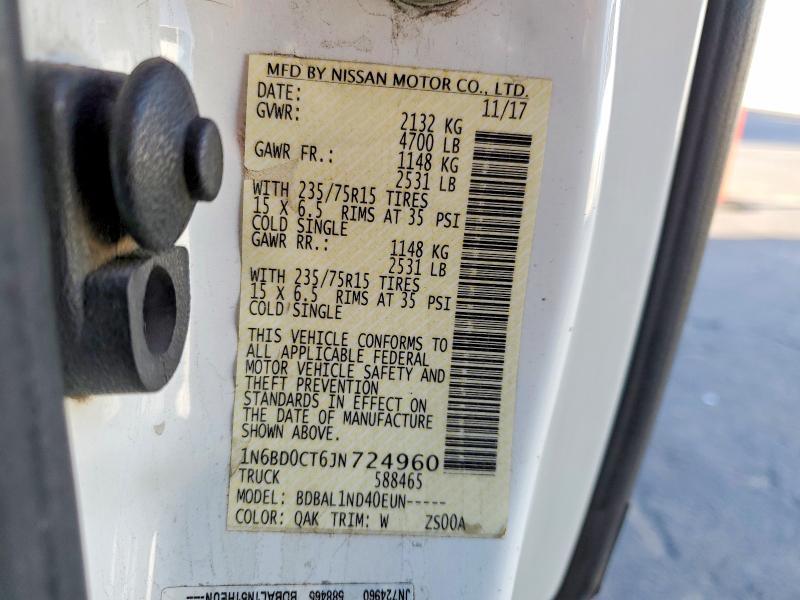 MFD BY NISSAN MOTOR CO., LTD.
DATE: 11/17
GVWR: 2132 KG
4700 LB
GAWR FR.: 1148 KG
2531 LB
WITH 235/75R15 TIRES
15 X 6.5 RIMS AT 35 PSI
COLD SINGLE
GAWR RR.: 1148 KG
2531 LB
WITH 235/75R15 TIRES
15 X 6.5 RIMS AT 35 PSI
COLD SINGLE
THIS VEHICLE CONFORMS TO
ALL APPLICABLE FEDERAL
MOTOR VEHICLE SAFETY AND
THEFT PREVENTION
STANDARDS IN EFFECT ON
THE DATE OF MANUFACTURE
SHOWN ABOVE.
1N6BD0CT6JN724960
TRUCK 588465
MODEL: BDBAL1ND40EUN-----
COLOR: QAK TRIM: W ZS00A
JN724960 588466